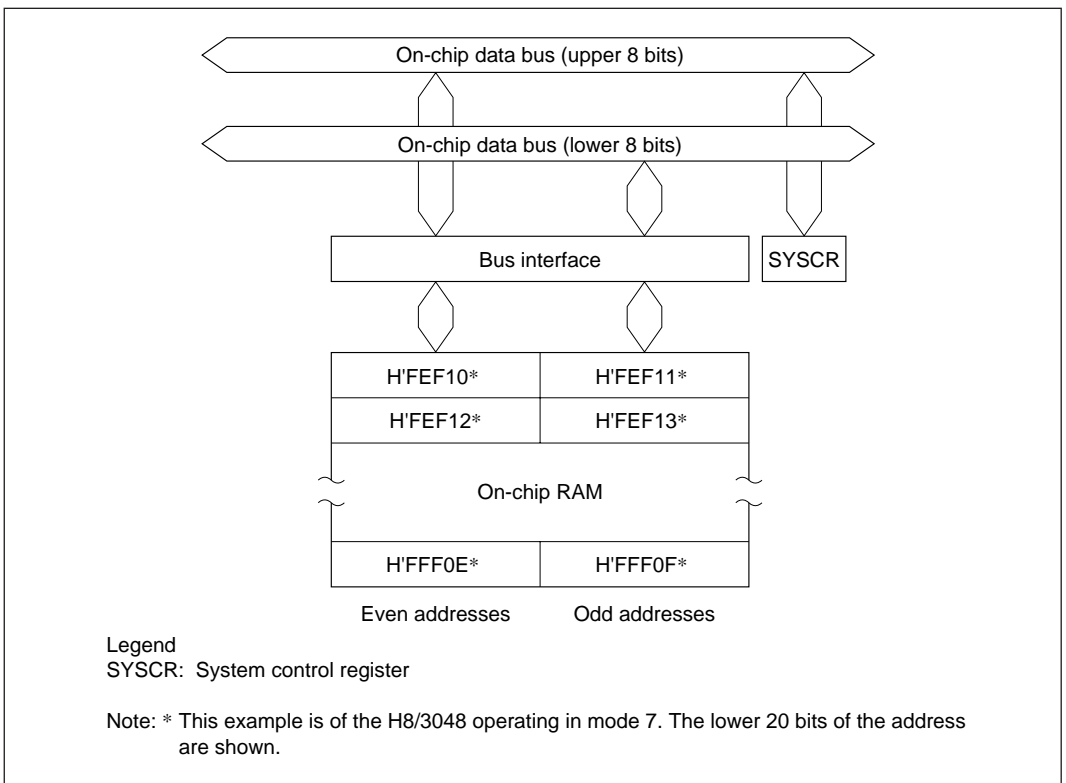 On-chip data bus (upper 8 bits)
On-chip data bus (lower 8 bits)
Bus interface
SYSCR
H'FEF10*
H'FEF11*
H'FEF12*
H'FEF13*
On-chip RAM
H'FFF0E*
H'FFF0F*
Even addresses
Odd addresses
Legend
SYSCR: System control register
Note: * This example is of the H8/3048 operating in mode 7. The lower 20 bits of the address
are shown.